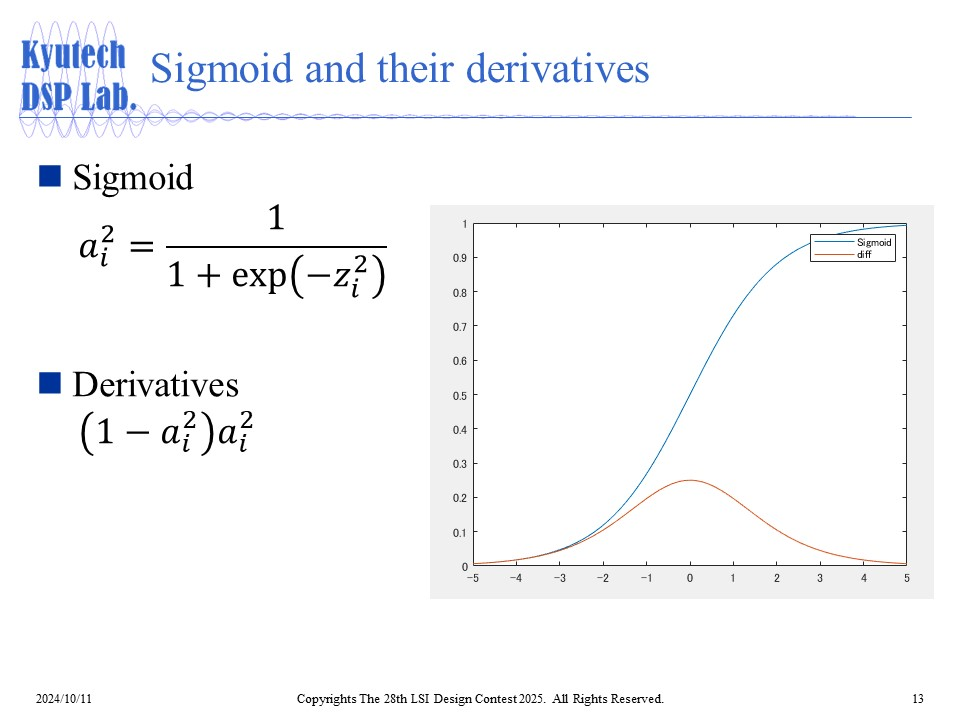 Kyutech
DSP Lab.
Sigmoid and their derivatives
Sigmoid
a_i^2 = 1 / (1 + exp(−z_i^2))
Derivatives
(1 − a_i^2)a_i^2
Sigmoid
diff
1
0.9
0.8
0.7
0.6
0.5
0.4
0.3
0.2
0.1
0
−5 −4 −3 −2 −1 0 1 2 3 4 5
2024/10/11
Copyrights The 28th LSI Design Contest 2025. All Rights Reserved.
13